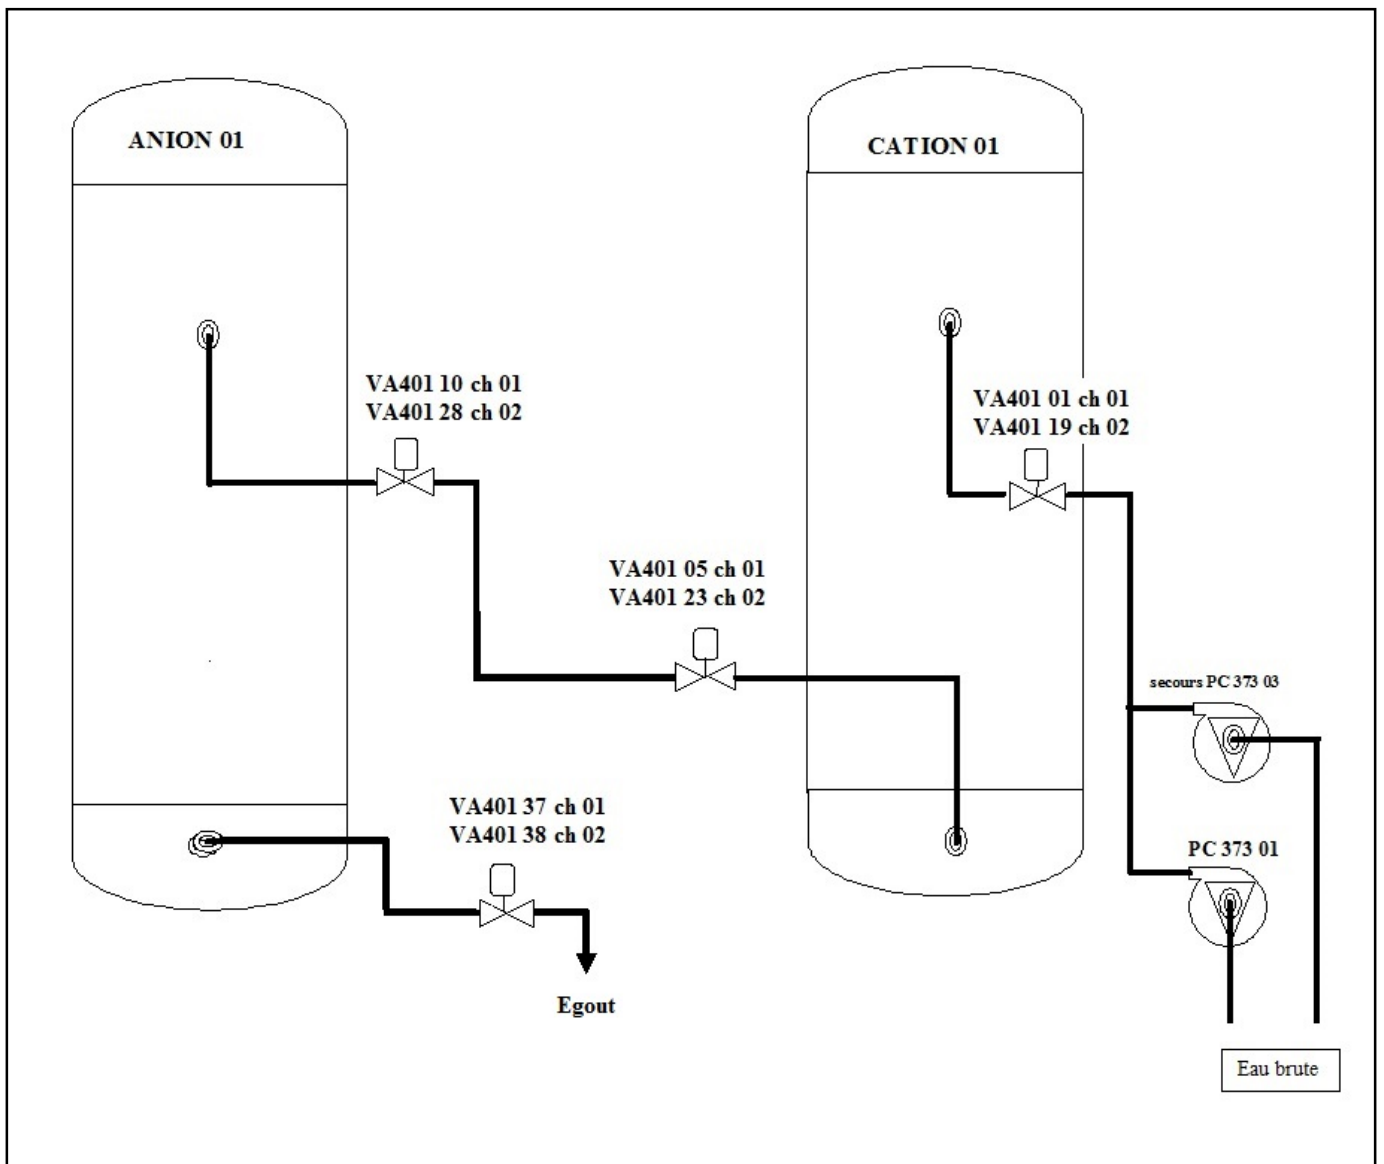 ANION 01
CATION 01
VA401 10 ch 01
VA401 28 ch 02
VA401 01 ch 01
VA401 19 ch 02
VA401 05 ch 01
VA401 23 ch 02
secours PC 373 03
VA401 37 ch 01
VA401 38 ch 02
PC 373 01
Egout
Eau brute